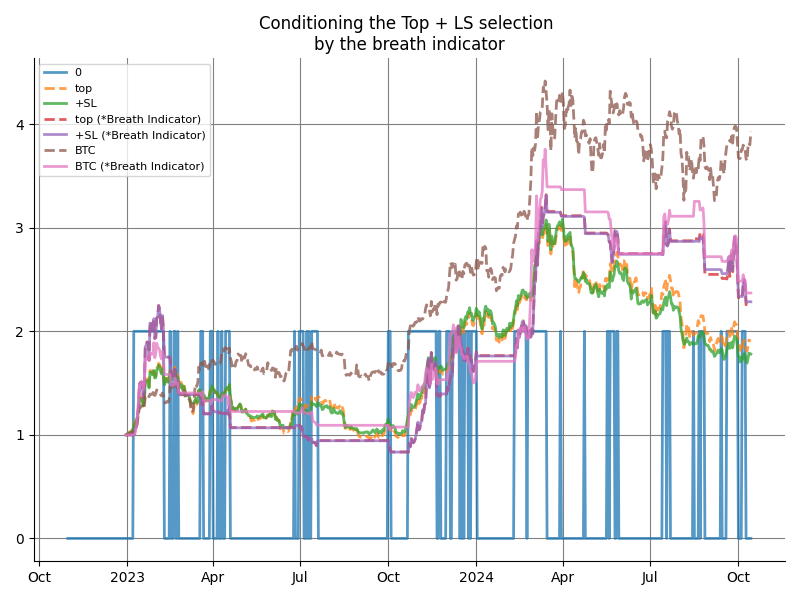 Conditioning the Top + LS selection
by the breath indicator
0
top
+SL
top (*Breath Indicator)
+SL (*Breath Indicator)
BTC
BTC (*Breath Indicator)
4
3
2
1
0
Oct 2023 Apr Jul Oct 2024 Apr Jul Oct